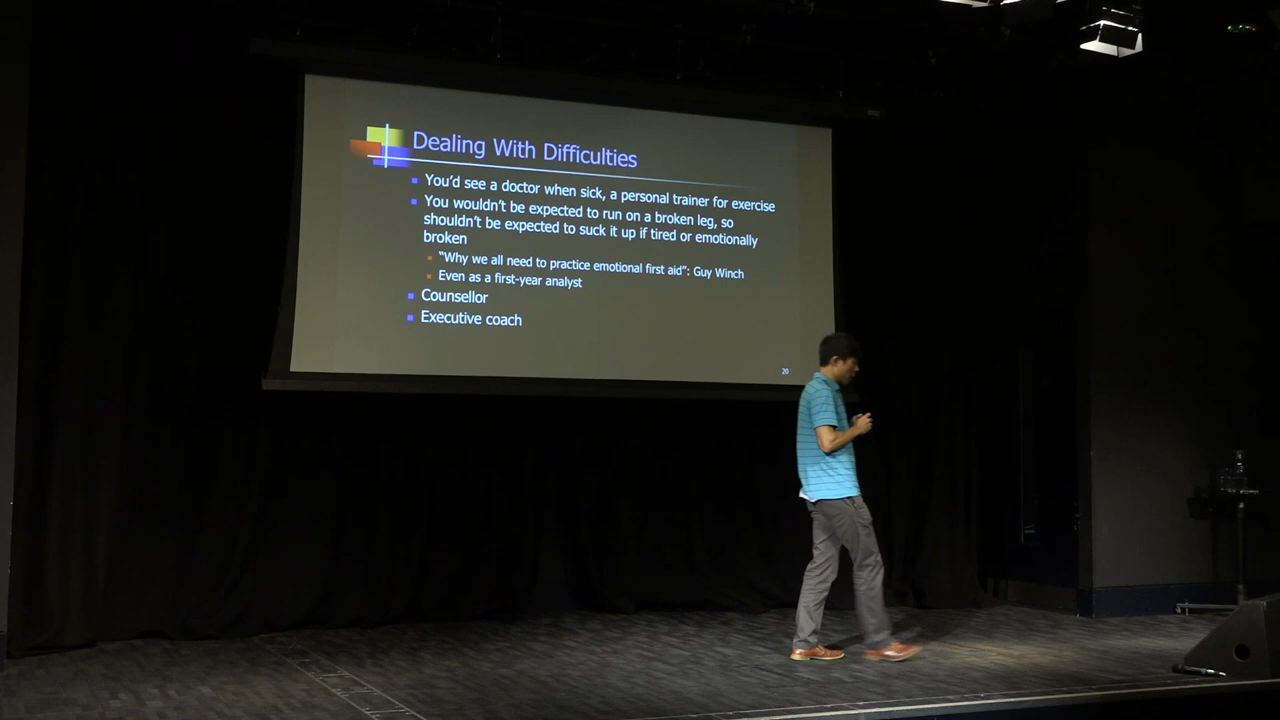 Dealing With Difficulties
You'd see a doctor when sick, a personal trainer for exercise
You wouldn't be expected to run on a broken leg, so
shouldn't be expected to suck it up if tired or emotionally
broken
"Why we all need to practice emotional first aid": Guy Winch
Even as a first-year analyst
Counsellor
Executive coach
20